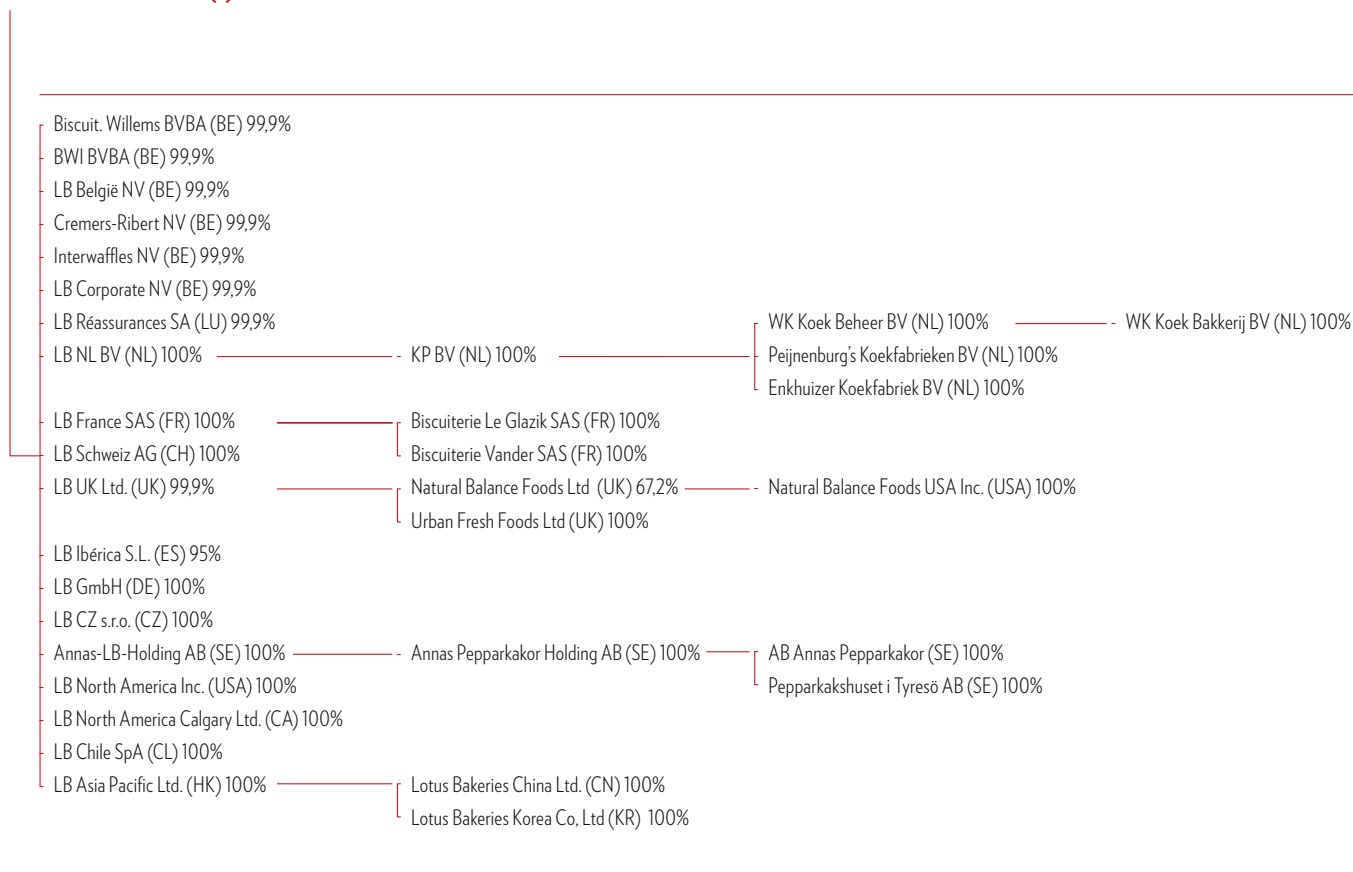 Biscuit. Willems BVBA (BE) 99,9%
BWI BVBA (BE) 99,9%
LB België NV (BE) 99,9%
Cremers-Ribert NV (BE) 99,9%
Interwaffles NV (BE) 99,9%
LB Corporate NV (BE) 99,9%
LB Réassurances SA (LU) 99,9%
WK Koek Beheer BV (NL) 100%
WK Koek Bakkerij BV (NL) 100%
LB NL BV (NL) 100%
KP BV (NL) 100%
Peijnenburg's Koekfabrieken BV (NL) 100%
Enkhuizer Koekfabriek BV (NL) 100%
LB France SAS (FR) 100%
Biscuiterie Le Glazik SAS (FR) 100%
LB Schweiz AG (CH) 100%
Biscuiterie Vander SAS (FR) 100%
LB UK Ltd. (UK) 99,9%
Natural Balance Foods Ltd (UK) 67,2%
Natural Balance Foods USA Inc. (USA) 100%
Urban Fresh Foods Ltd (UK) 100%
LB Ibérica S.L. (ES) 95%
LB GmbH (DE) 100%
LB CZ s.r.o. (CZ) 100%
Annas-LB-Holding AB (SE) 100%
Annas Pepparkakor Holding AB (SE) 100%
AB Annas Pepparkakor (SE) 100%
LB North America Inc. (USA) 100%
Pepparkakshuset i Tyresö AB (SE) 100%
LB North America Calgary Ltd. (CA) 100%
LB Chile SpA (CL) 100%
LB Asia Pacific Ltd. (HK) 100%
Lotus Bakeries China Ltd. (CN) 100%
Lotus Bakeries Korea Co, Ltd (KR) 100%